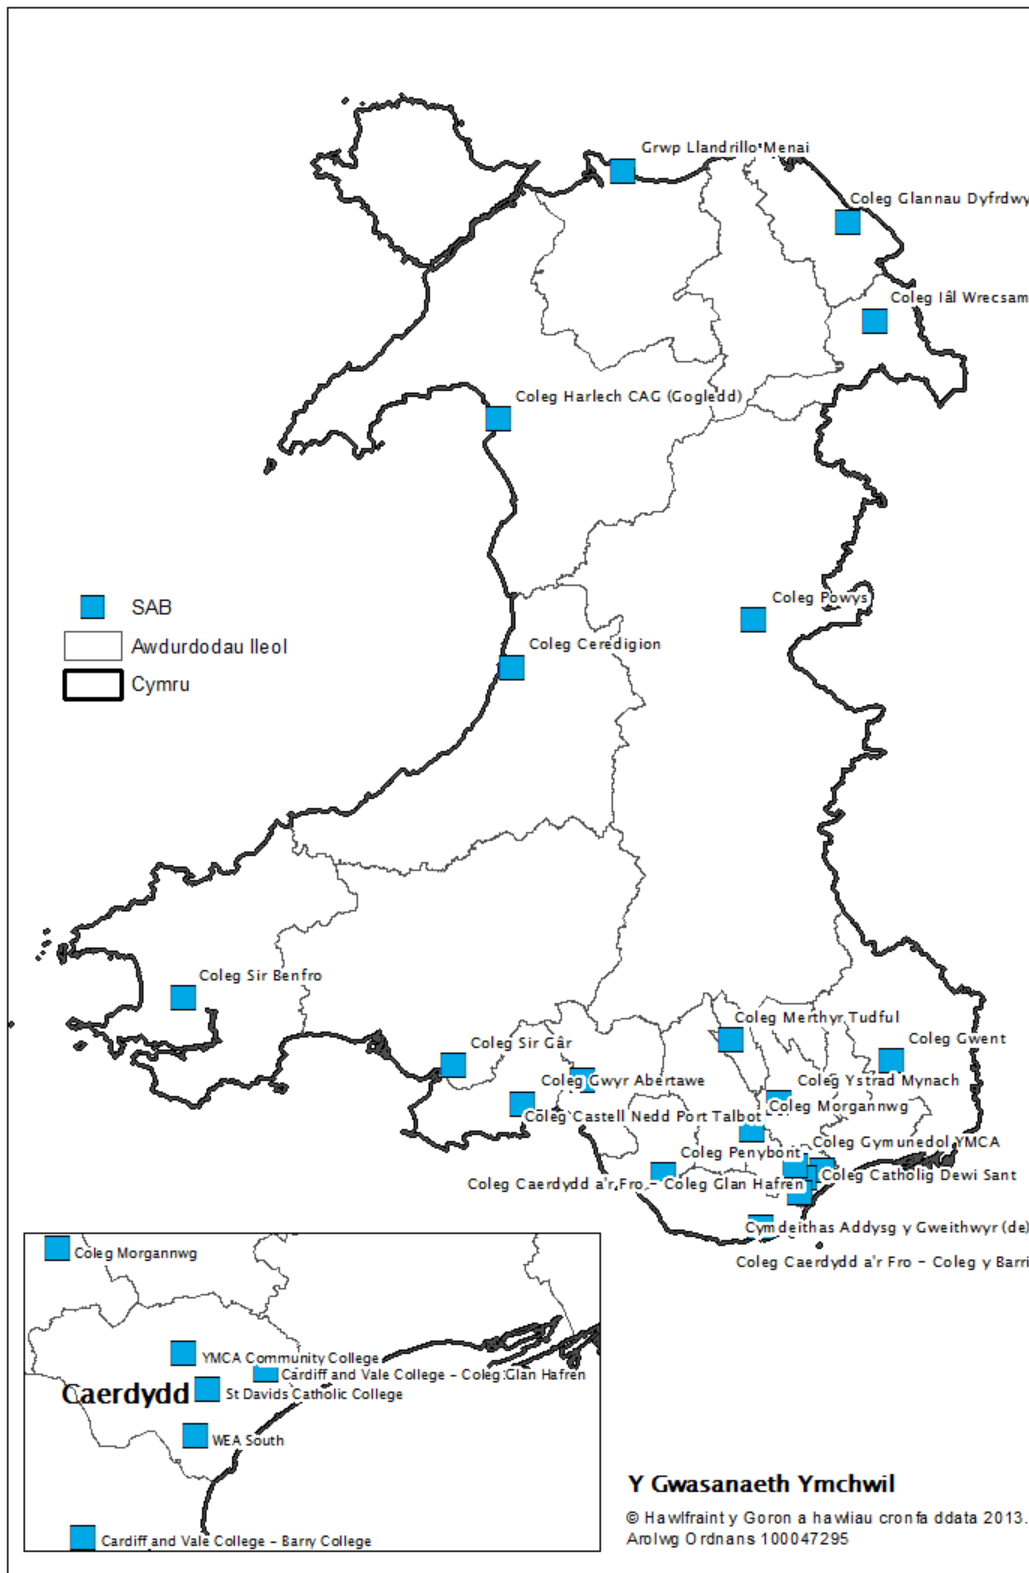 Grwp Llandrillo Menai
Coleg Glannau Dyfrdwy
Coleg Iâl Wrecsam
Coleg Harlech CAG (Gogledd)
Coleg Powys
SAB
Awdurdodau lleol
Cymru
Coleg Ceredigion
Coleg Sir Benfro
Coleg Merthyr Tudful
Coleg Gwent
Coleg Sir Gâr
Coleg Gwyr Abertawe
Coleg Ystrad Mynach
Coleg Castell Nedd Port Talbot
Coleg Morgannwg
Coleg Penybont
Coleg Gymunedol YMCA
Coleg Catholig Dewi Sant
Coleg Caerdydd a'r Fro - Coleg Glan Hafren
Cymdeithas Addysg y Gweithwyr (de)
Coleg Caerdydd a'r Fro - Coleg y Barri
Coleg Morgannwg
YMCA Community College
Cardiff and Vale College - Coleg Glan Hafren
Caerdydd
St Davids Catholic College
WEA South
Cardiff and Vale College - Barry College
Y Gwasanaeth Ymchwil
© Hawlfraint y Goron a hawliau cronfa ddata 2013.
Arolwg Ordnans 100047295